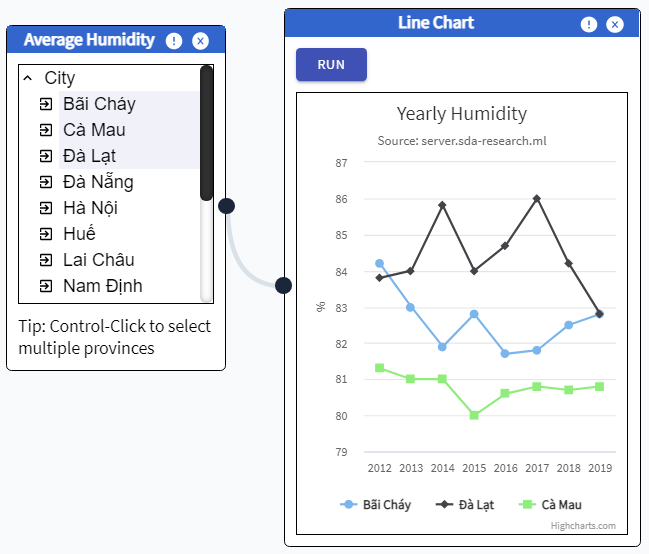 Average Humidity
City
Bãi Cháy
Cà Mau
Đà Lạt
Đà Nẵng
Hà Nội
Huế
Lai Châu
Nam Định
Tip: Control-Click to select
multiple provinces
Line Chart
RUN
Yearly Humidity
Source: server.sda-research.ml
87
86
85
84
83
82
81
80
79
%
2012 2013 2014 2015 2016 2017 2018 2019
Bãi Cháy Đà Lạt Cà Mau
Highcharts.com